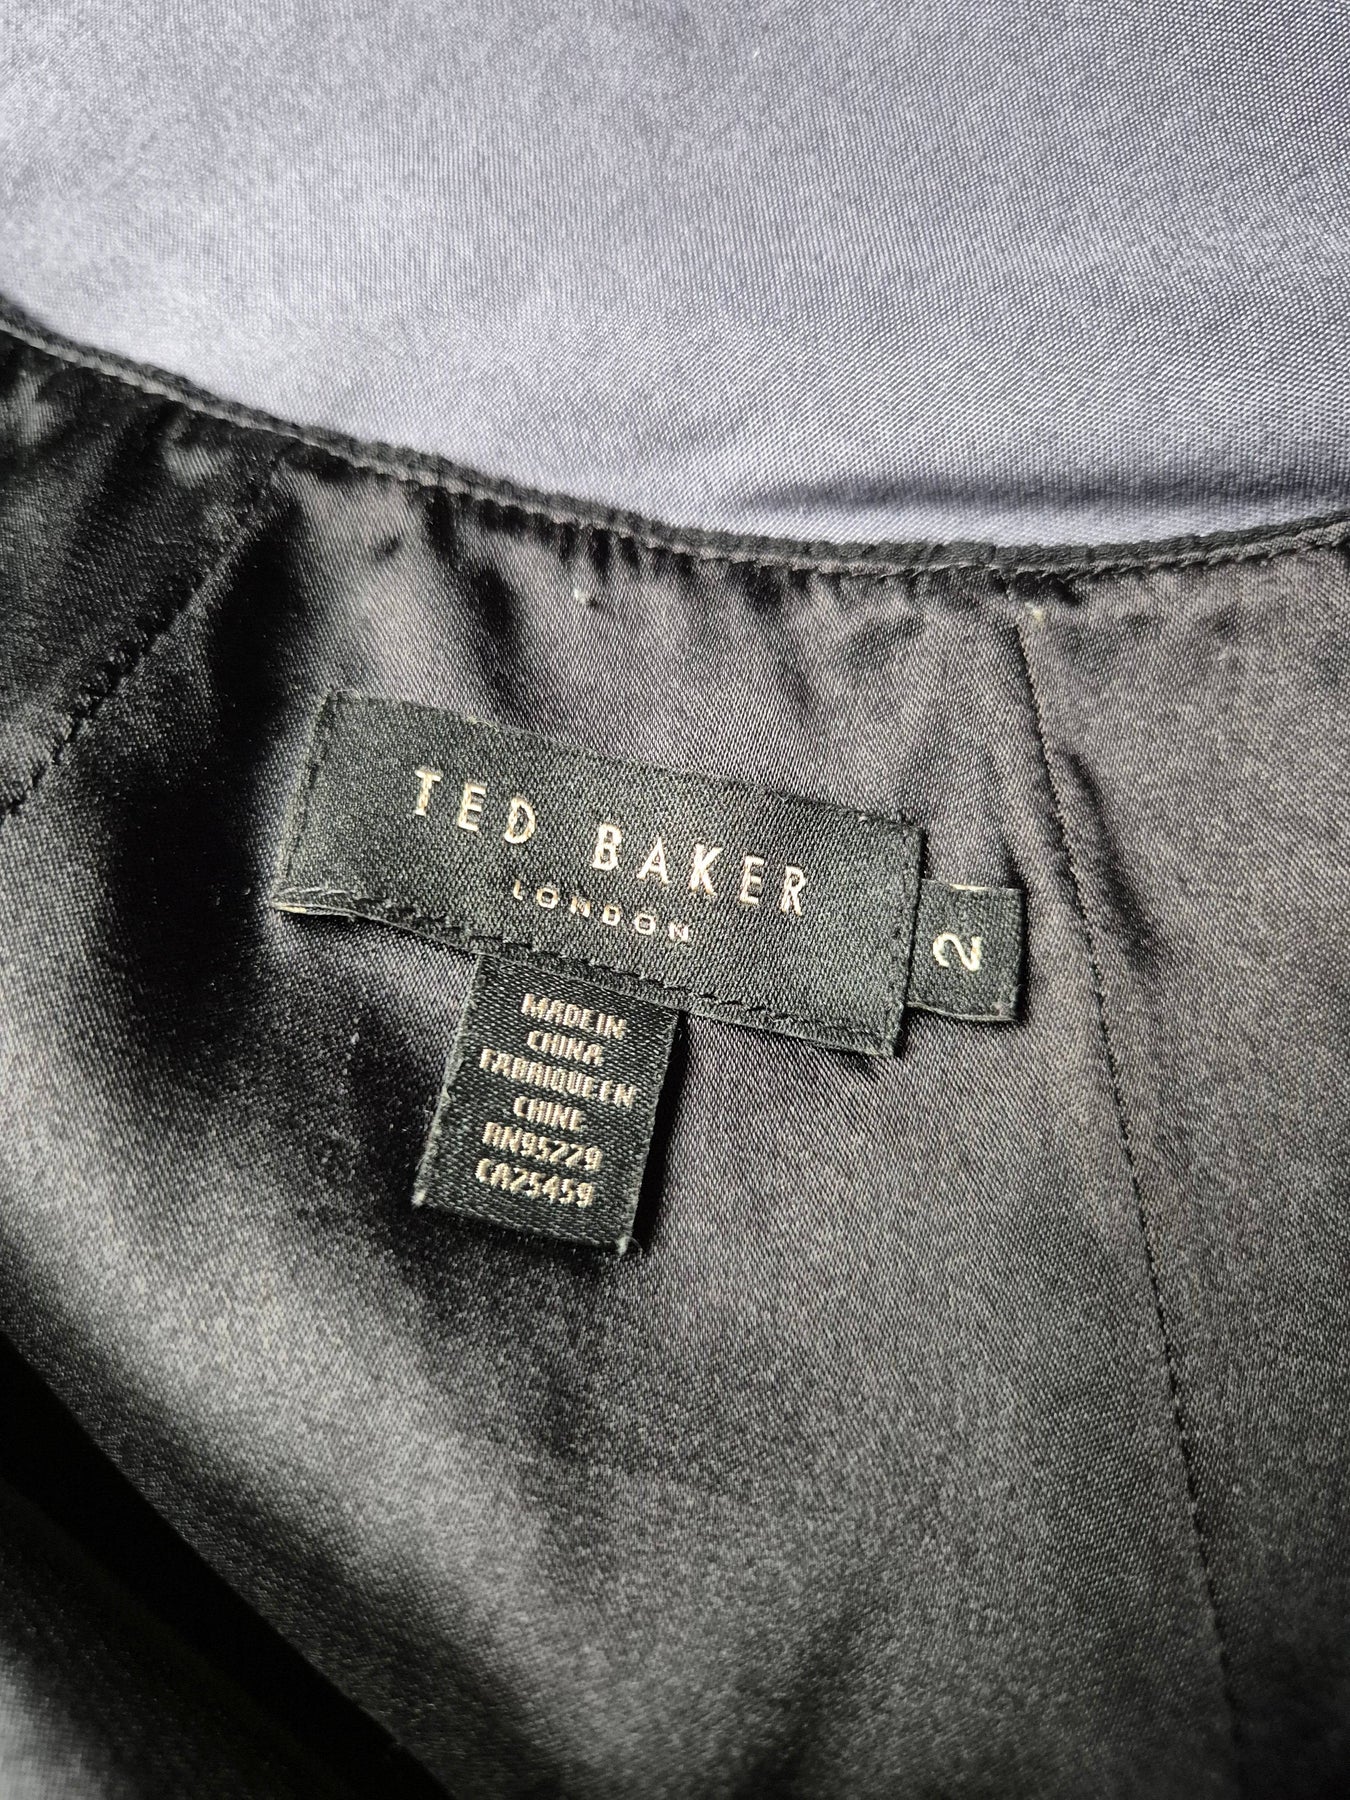 TED BAKER
LONDON
2
MADE IN
CHINA
FABRIQUE EN
CHINE
RN95229
CA25459